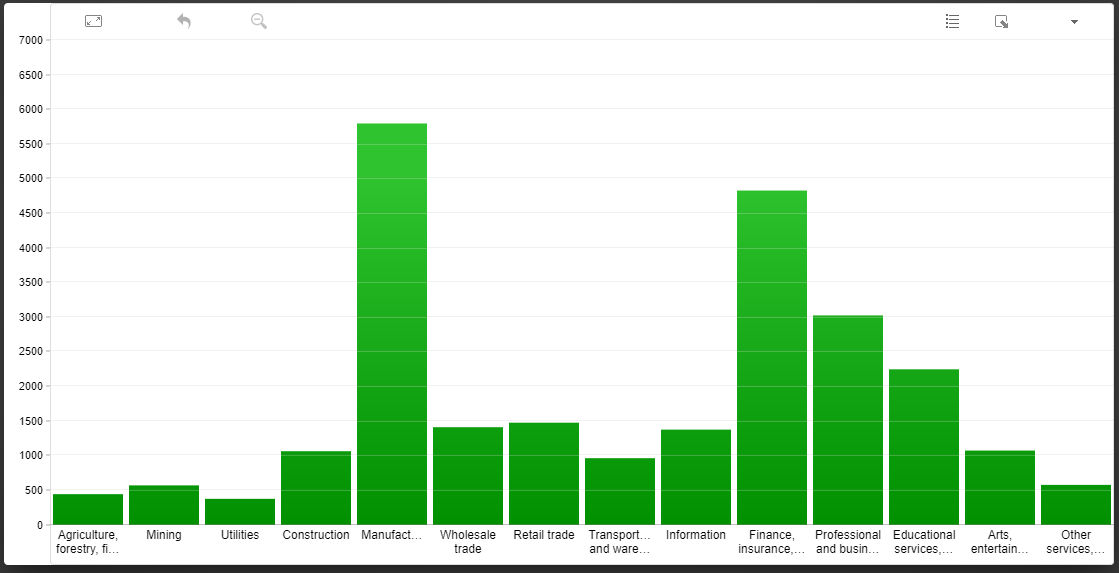 7000
6500
6000
5500
5000
4500
4000
3500
3000
2500
2000
1500
1000
500
0
Agriculture, forestry, fi...
Mining
Utilities
Construction
Manufact...
Wholesale trade
Retail trade
Transport... and ware...
Information
Finance, insurance,...
Professional and busin...
Educational services,...
Arts, entertain...
Other services,...